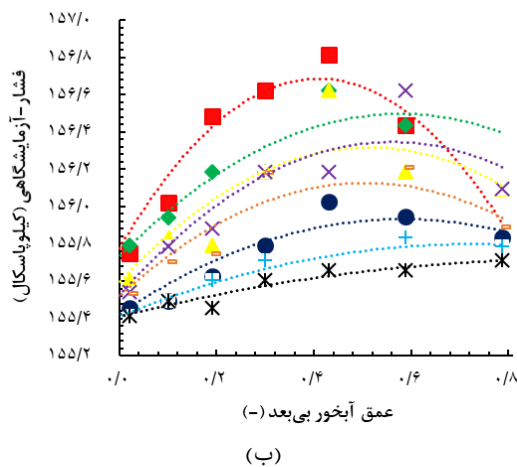 ۱۵۷/۰
۱۵۶/۸
۱۵۶/۶
۱۵۶/۴
۱۵۶/۲
۱۵۶/۰
۱۵۵/۸
۱۵۵/۶
۱۵۵/۴
۱۵۵/۲
فشار-آزمایشگاهی (کیلوپاسکال)
۰/۰ ۰/۲ ۰/۴ ۰/۶ ۰/۸
عمق آبخور بی‌بعد (-)
(ب)